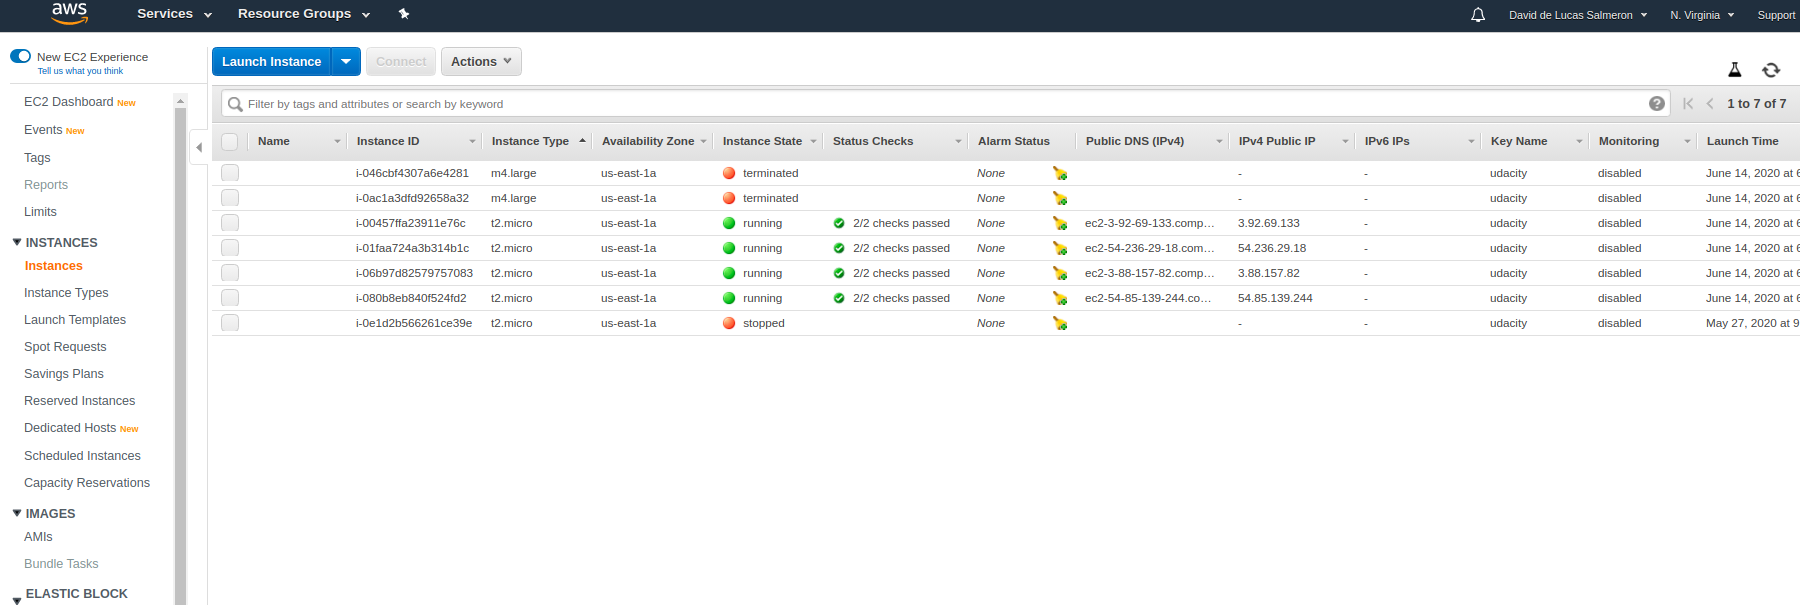 aws Services Resource Groups David de Lucas Salmeron N. Virginia Support
New EC2 Experience
Tell us what you think
EC2 Dashboard New
Events New
Tags
Reports
Limits
INSTANCES
Instances
Instance Types
Launch Templates
Spot Requests
Savings Plans
Reserved Instances
Dedicated Hosts New
Scheduled Instances
Capacity Reservations
IMAGES
AMIs
Bundle Tasks
ELASTIC BLOCK
Launch Instance Connect Actions
Filter by tags and attributes or search by keyword ? 1 to 7 of 7
Name Instance ID Instance Type Availability Zone Instance State Status Checks Alarm Status Public DNS (IPv4) IPv4 Public IP IPv6 IPs Key Name Monitoring Launch Time
i-046cbf4307a6e4281 m4.large us-east-1a terminated None - - udacity disabled June 14, 2020 at 6
i-0ac1a3dfd92658a32 m4.large us-east-1a terminated None - - udacity disabled June 14, 2020 at 6
i-00457ffa23911e76c t2.micro us-east-1a running 2/2 checks passed None ec2-3-92-69-133.comp... 3.92.69.133 - udacity disabled June 14, 2020 at 6
i-01faa724a3b314b1c t2.micro us-east-1a running 2/2 checks passed None ec2-54-236-29-18.com... 54.236.29.18 - udacity disabled June 14, 2020 at 6
i-06b97d82579757083 t2.micro us-east-1a running 2/2 checks passed None ec2-3-88-157-82.comp... 3.88.157.82 - udacity disabled June 14, 2020 at 6
i-080b8eb840f524fd2 t2.micro us-east-1a running 2/2 checks passed None ec2-54-85-139-244.co... 54.85.139.244 - udacity disabled June 14, 2020 at 6
i-0e1d2b566261ce39e t2.micro us-east-1a stopped None - - udacity disabled May 27, 2020 at 9